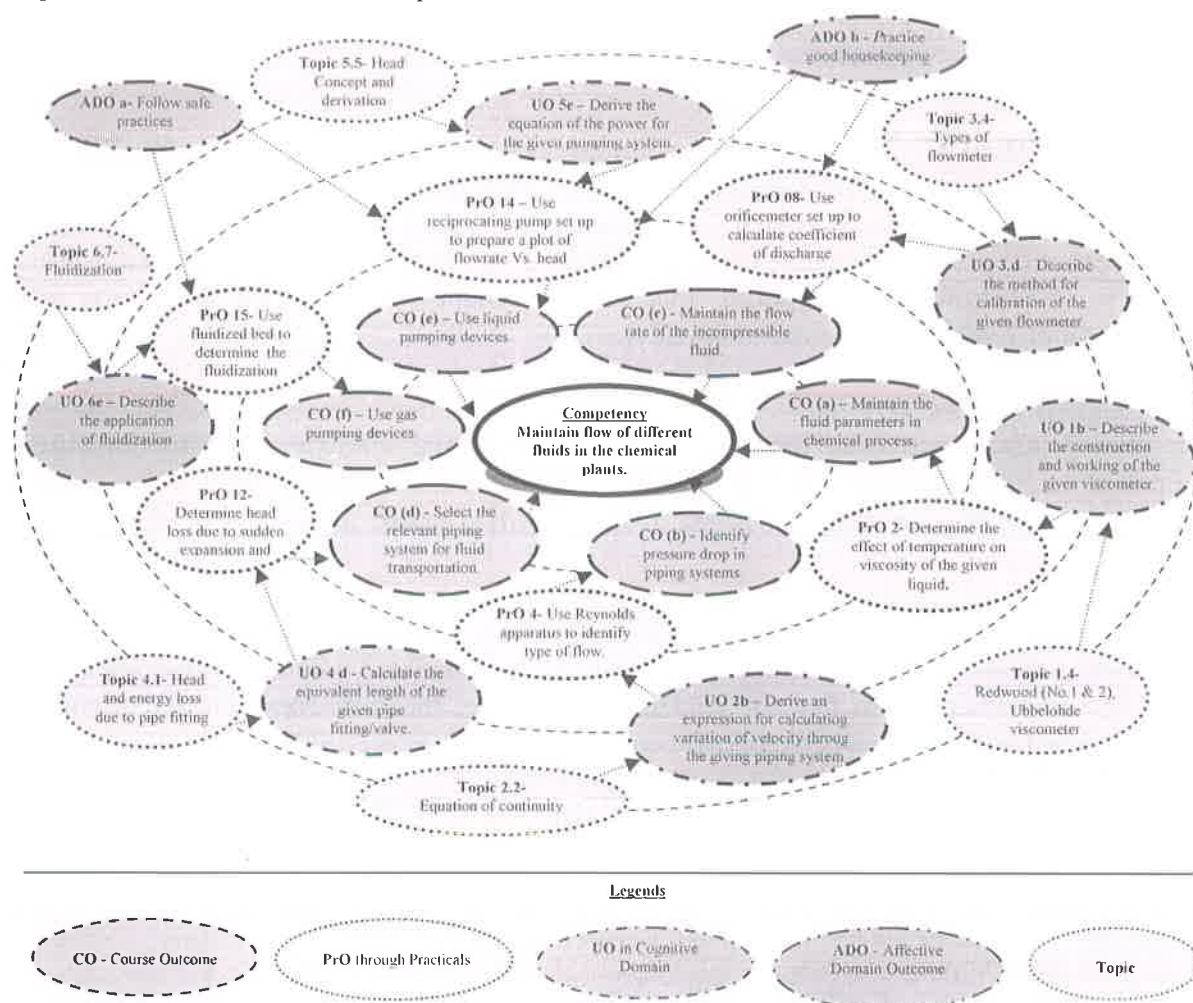 ADO h - Practice
good housekeeping
Topic 5.5- Head
Concept and
derivation
ADO a- Follow safe
practices
UO 5e – Derive the
equation of the power for
the given pumping system.
Topic 3.4-
Types of
flowmeter
PrO 14 – Use
reciprocating pump set up
to prepare a plot of
flowrate Vs. head
PrO 08- Use
orificemeter set up to
calculate coefficient
of discharge
Topic 6.7-
Fluidization
UO 3.d – Describe
the method for
calibration of the
given flowmeter.
PrO 15- Use
fluidized bed to
determine the
fluidization
CO (e) – Use liquid
pumping devices
CO (c) - Maintain the flow
rate of the incompressible
fluid.
UO 6e – Describe
the application
of fluidization
CO (f) – Use gas
pumping devices.
Competency
Maintain flow of different
fluids in the chemical
plants.
CO (a) – Maintain the
fluid parameters in
chemical process.
UO 1b – Describe
the construction
and working of the
given viscometer.
PrO 12-
Determine head
loss due to sudden
expansion and
CO (d) - Select the
relevant piping
system for fluid
transportation.
CO (b) - Identify
pressure drop in
piping systems
PrO 2- Determine the
effect of temperature on
viscosity of the given
liquid.
PrO 4- Use Reynolds
apparatus to identify
type of flow.
Topic 4.1- Head
and energy loss
due to pipe fitting
UO 4 d - Calculate the
equivalent length of the
given pipe
fitting/valve.
UO 2b – Derive an
expression for calculating
variation of velocity throug
the giving piping system
Topic 1.4-
Redwood (No.1 & 2),
Ubbelohde
viscometer
Topic 2.2-
Equation of continuity
Legends
CO - Course Outcome
PrO through Practicals
UO in Cognitive
Domain
ADO - Affective
Domain Outcome
Topic